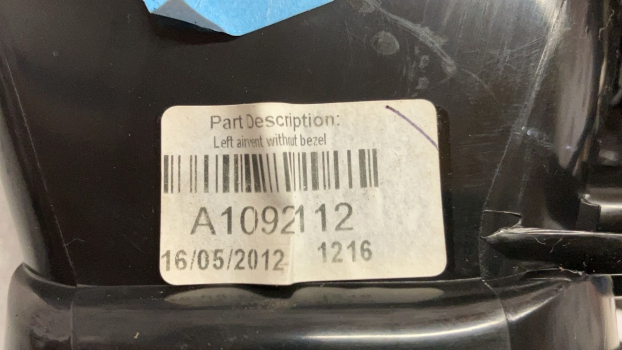 Part Description:
Left airvent without bezel
A1092112
16/05/2012 1216